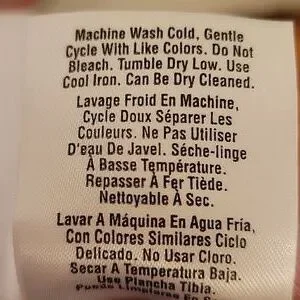 Machine Wash Cold, Gentle
Cycle With Like Colors. Do Not
Bleach. Tumble Dry Low. Use
Cool Iron. Can Be Dry Cleaned.
Lavage Froid En Machine,
Cycle Doux Séparer Les
Couleurs. Ne Pas Utiliser
D'eau De Javel. Séche-linge
À Basse Température.
Repasser À Fer Tiède.
Nettoyable À Sec.
Lavar A Máquina En Agua Fría,
Con Colores Similares Ciclo
Delicado. No Usar Cloro.
Secar A Temperatura Baja.
Use Plancha Tibia.
Puede Limpiarse En